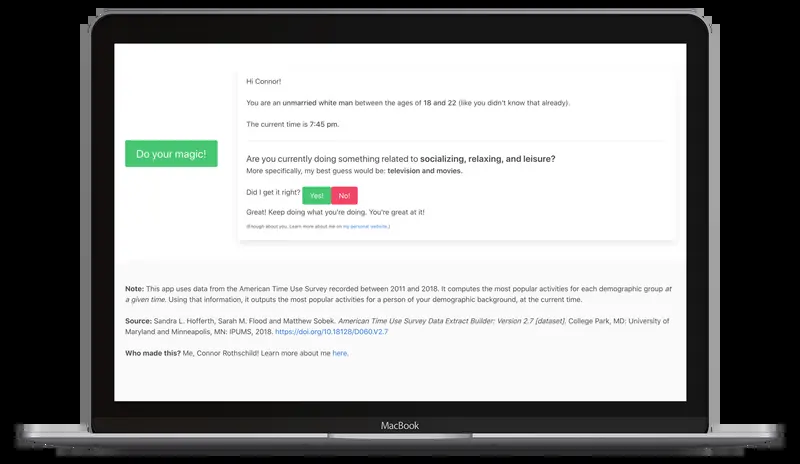 Hi Connor!
You are an unmarried white man between the ages of 18 and 22 (like you didn't know that already).
The current time is 7:45 pm.
Do your magic!
Are you currently doing something related to socializing, relaxing, and leisure?
More specifically, my best guess would be: television and movies.
Did I get it right? Yes! No!
Great! Keep doing what you're doing. You're great at it!
(Enough about you. Learn more about me on my personal website.)
Note: This app uses data from the American Time Use Survey recorded between 2011 and 2018. It computes the most popular activities for each demographic group at
a given time. Using that information, it outputs the most popular activities for a person of your demographic background, at the current time.
Source: Sandra L. Hofferth, Sarah M. Flood and Matthew Sobek. American Time Use Survey Data Extract Builder: Version 2.7 [dataset]. College Park, MD: University of
Maryland and Minneapolis, MN: IPUMS, 2018. https://doi.org/10.18128/D060.V2.7
Who made this? Me, Connor Rothschild! Learn more about me here.
MacBook